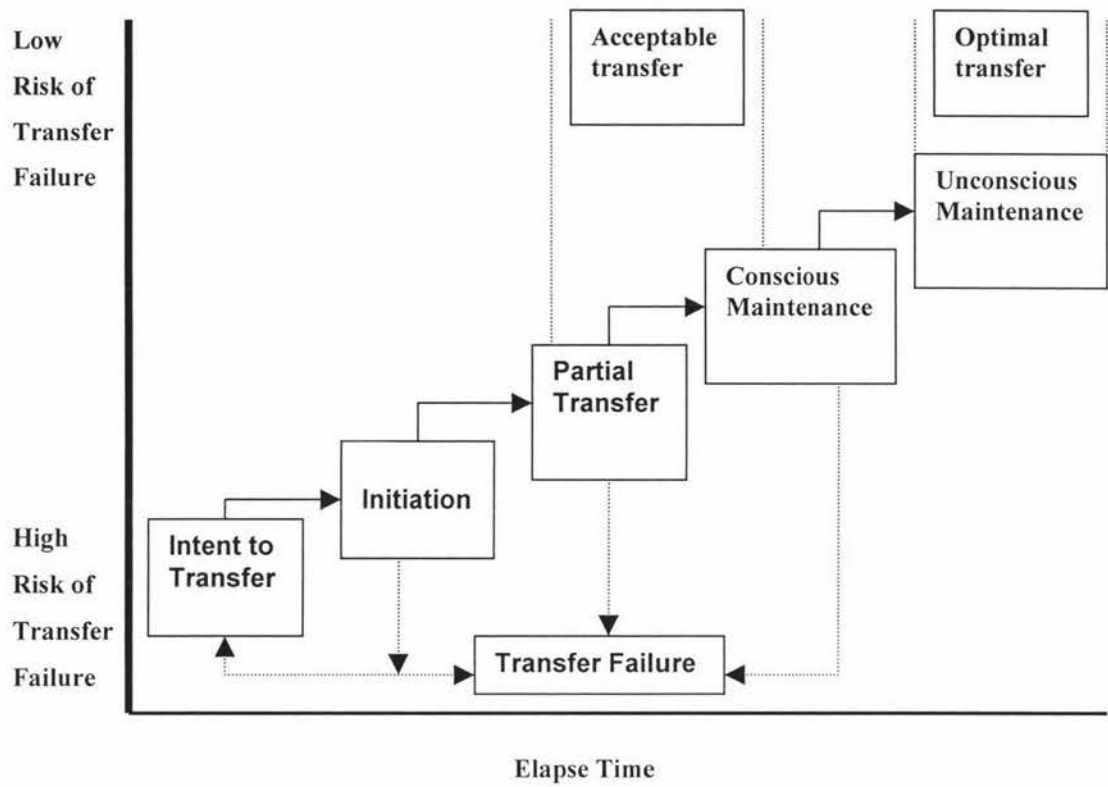 Low
Risk of
Transfer
Failure
Acceptable
transfer
Optimal
transfer
Unconscious
Maintenance
Conscious
Maintenance
Partial
Transfer
Initiation
Intent to
Transfer
High
Risk of
Transfer
Failure
Transfer Failure
Elapse Time